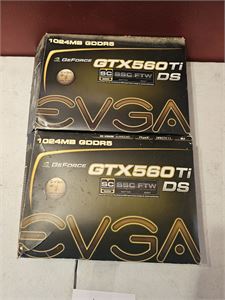 1024MB GDDR5
GEFORCE
GTX560Ti
SC SSC FTW
DS
EVGA
1024MB GDDR5
GEFORCE
GTX560Ti
SC SSC FTW
DS
EVGA